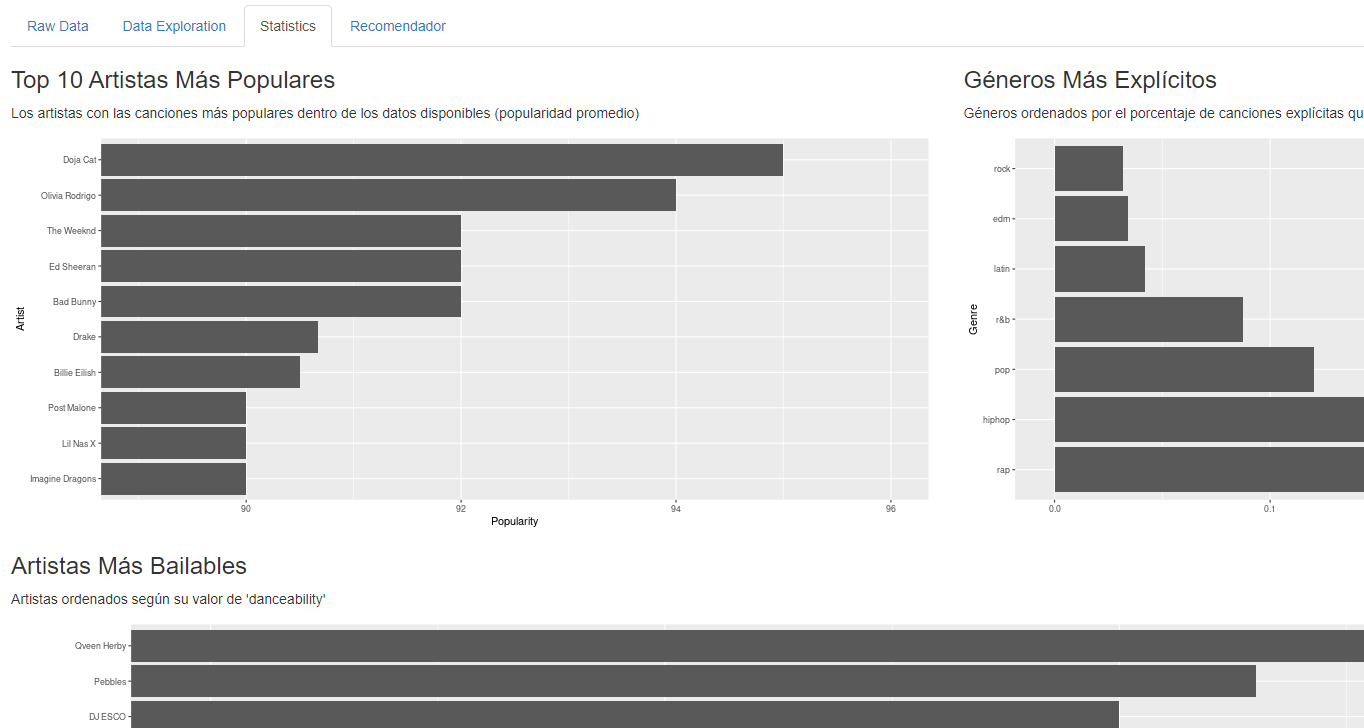 Raw Data
Data Exploration
Statistics
Recomendador
Top 10 Artistas Más Populares
Los artistas con las canciones más populares dentro de los datos disponibles (popularidad promedio)
Artist
Doja Cat
Olivia Rodrigo
The Weeknd
Ed Sheeran
Bad Bunny
Drake
Billie Eilish
Post Malone
Lil Nas X
Imagine Dragons
90 92 94 96
Popularity
Géneros Más Explícitos
Géneros ordenados por el porcentaje de canciones explícitas qu
Genre
rock
edm
latin
r&b
pop
hiphop
rap
0.0 0.1
Artistas Más Bailables
Artistas ordenados según su valor de 'danceability'
Qveen Herby
Pebbles
DJ ESCO